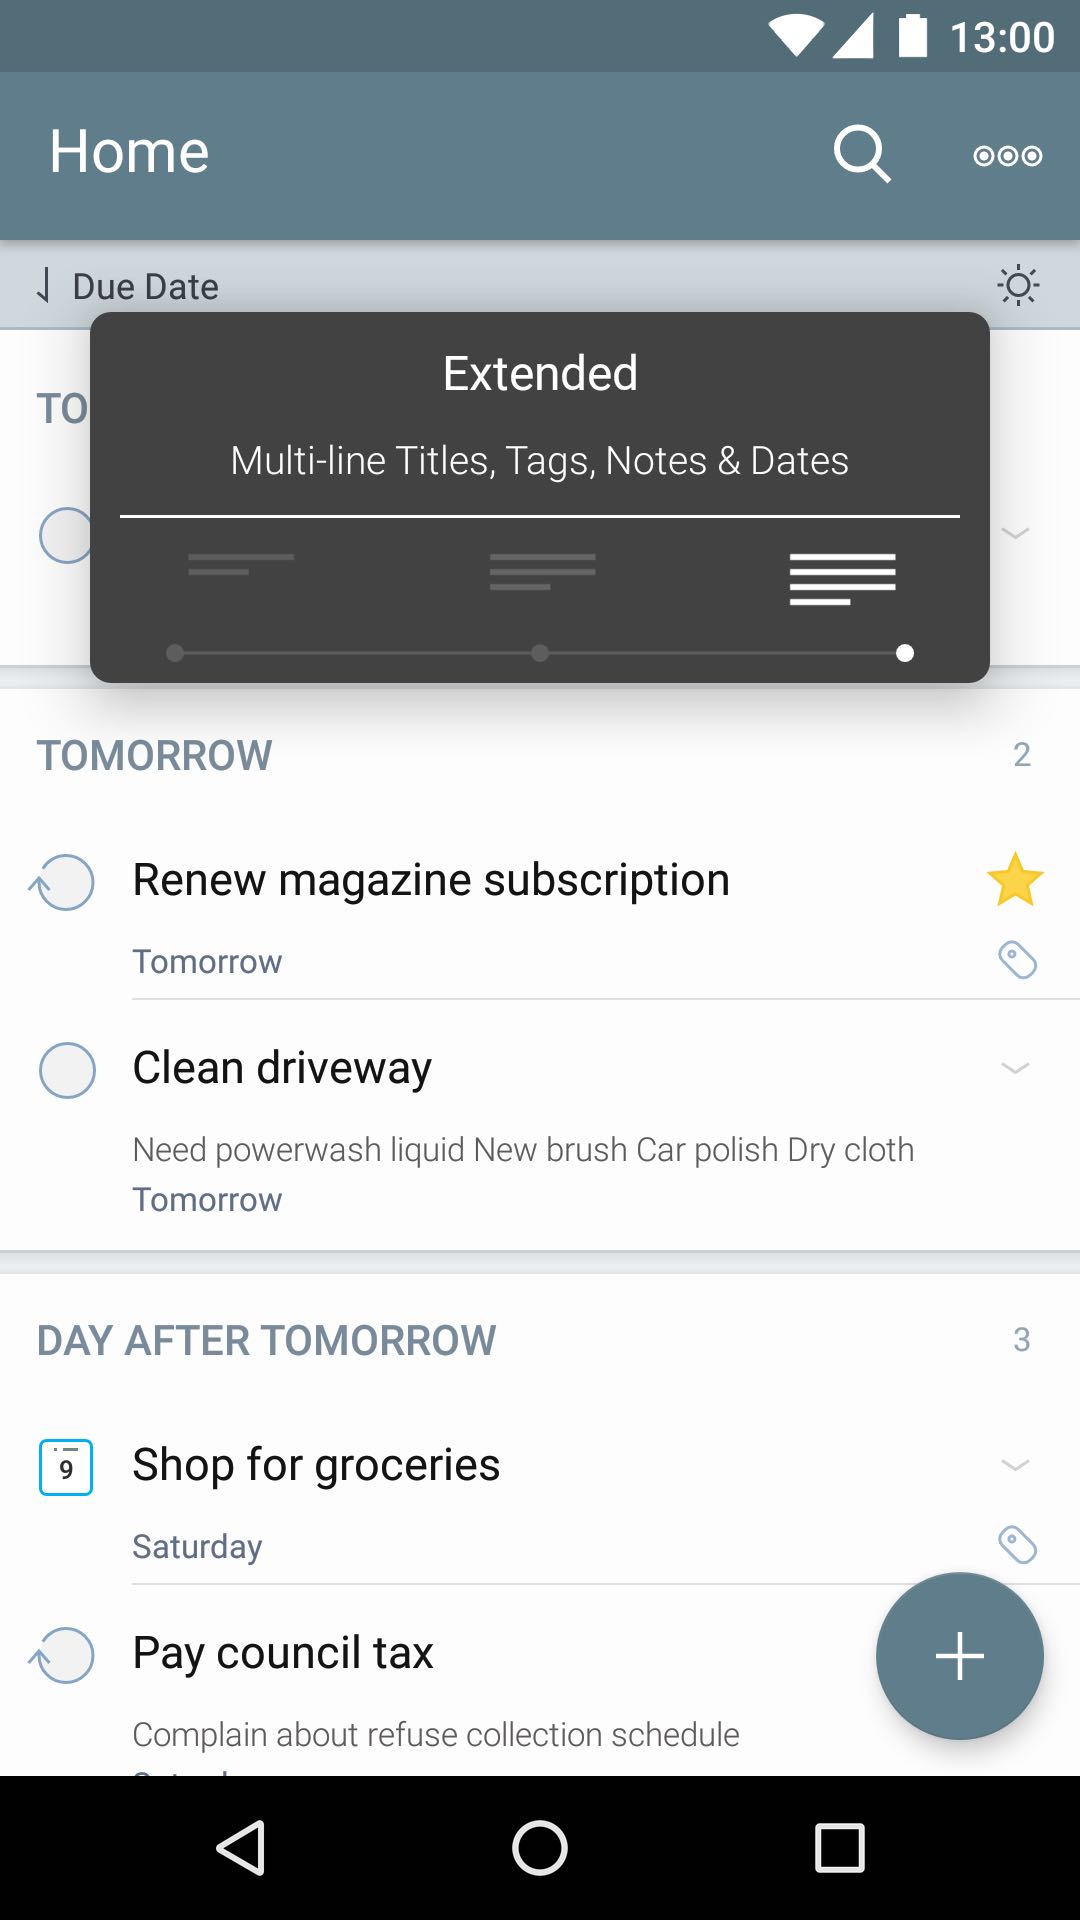 13:00
Home
Due Date
Extended
Multi-line Titles, Tags, Notes & Dates
TO
TOMORROW 2
Renew magazine subscription
Tomorrow
Clean driveway
Need powerwash liquid New brush Car polish Dry cloth
Tomorrow
DAY AFTER TOMORROW 3
9 Shop for groceries
Saturday
Pay council tax
Complain about refuse collection schedule